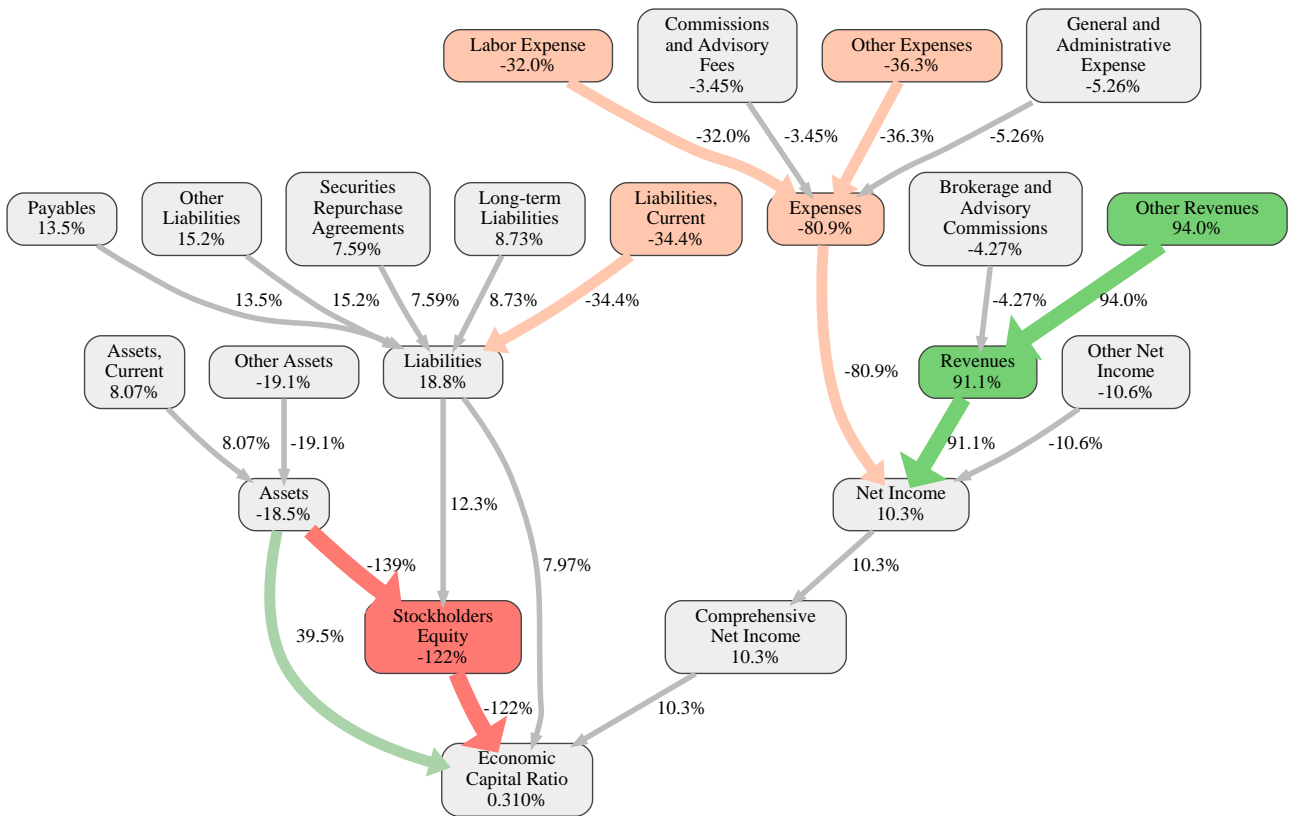 Labor Expense
-32.0%
Commissions
and Advisory
Fees
-3.45%
Other Expenses
-36.3%
General and
Administrative
Expense
-5.26%
-32.0%
-3.45%
-36.3%
-5.26%
Payables
13.5%
Other
Liabilities
15.2%
Securities
Repurchase
Agreements
7.59%
Long-term
Liabilities
8.73%
Liabilities,
Current
-34.4%
Expenses
-80.9%
Brokerage and
Advisory
Commissions
-4.27%
Other Revenues
94.0%
13.5%
15.2%
7.59%
8.73%
-34.4%
-4.27%
94.0%
Assets,
Current
8.07%
Other Assets
-19.1%
Liabilities
18.8%
-80.9%
Revenues
91.1%
Other Net
Income
-10.6%
8.07%
-19.1%
91.1%
-10.6%
Assets
-18.5%
12.3%
Net Income
10.3%
-139%
7.97%
10.3%
39.5%
Stockholders
Equity
-122%
Comprehensive
Net Income
10.3%
-122%
10.3%
Economic
Capital Ratio
0.310%